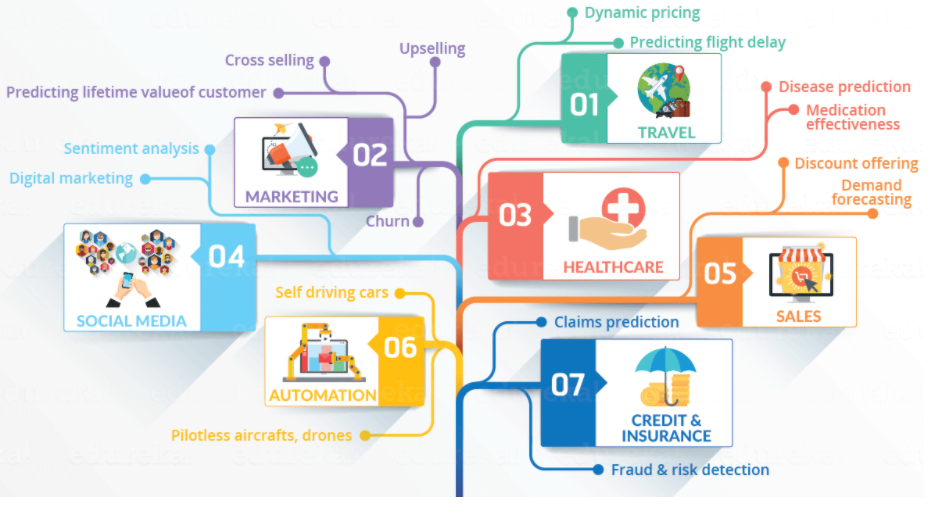 Dynamic pricing
Predicting flight delay
01
TRAVEL
Upselling
Cross selling
Predicting lifetime valueof customer
02
MARKETING
Churn
Disease prediction
Medication
effectiveness
03
HEALTHCARE
Sentiment analysis
Digital marketing
04
SOCIAL MEDIA
Discount offering
Demand
forecasting
05
SALES
Self driving cars
06
AUTOMATION
Pilotless aircrafts, drones
Claims prediction
07
CREDIT &
INSURANCE
Fraud & risk detection